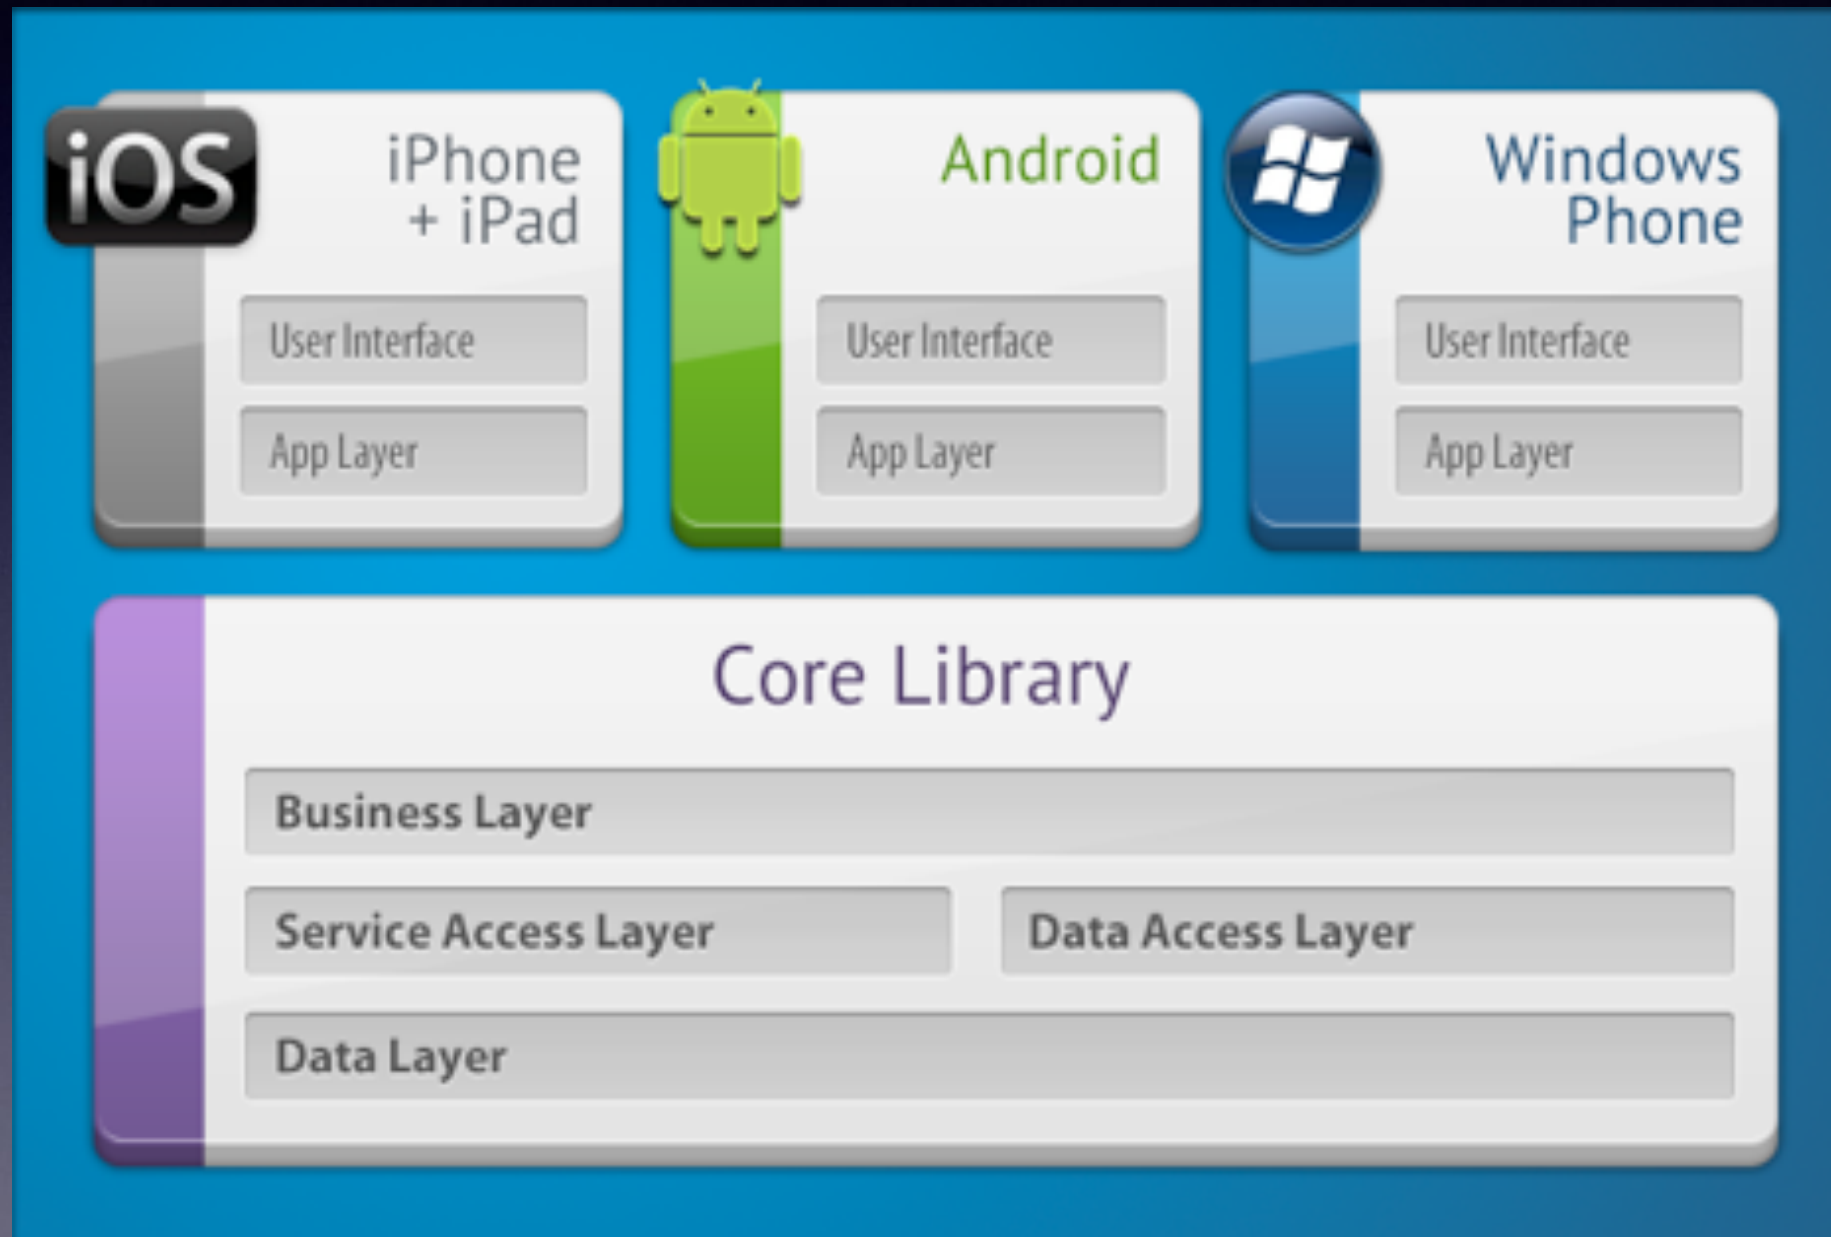 iOS
iPhone
+ iPad
User Interface
App Layer
Android
User Interface
App Layer
Windows
Phone
User Interface
App Layer
Core Library
Business Layer
Service Access Layer
Data Access Layer
Data Layer